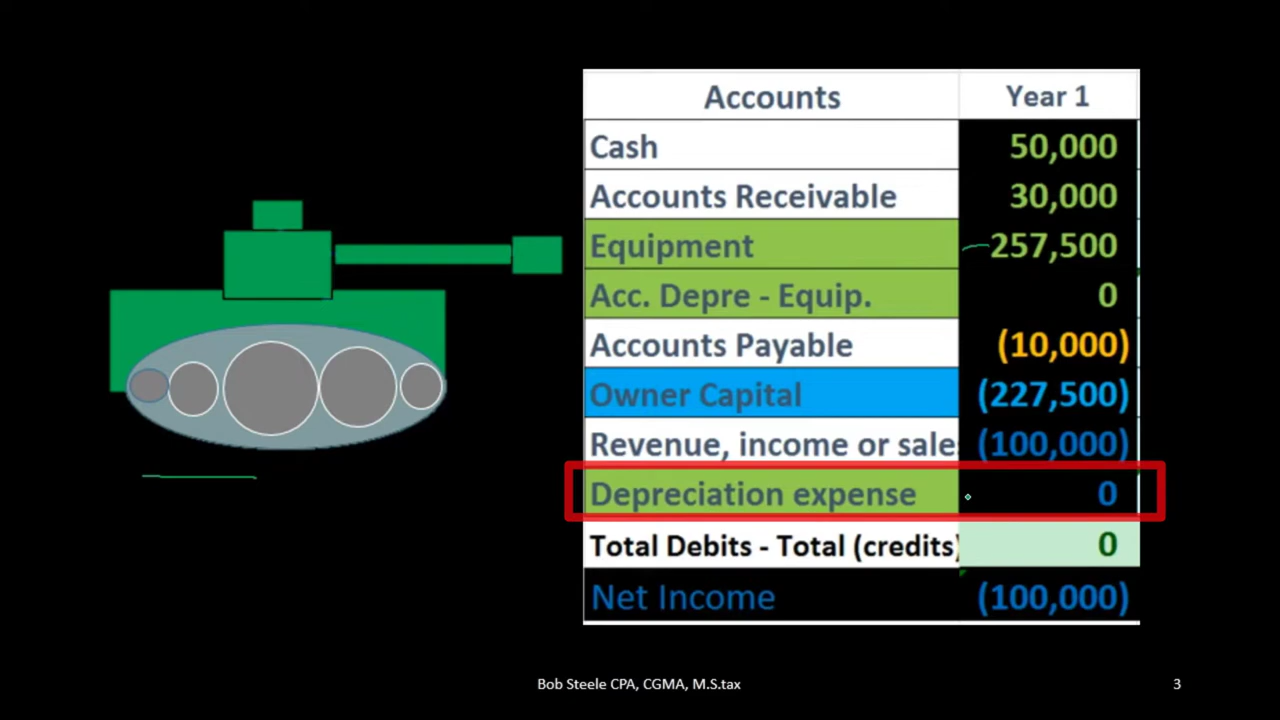 Accounts Year 1
Cash 50,000
Accounts Receivable 30,000
Equipment 257,500
Acc. Depre - Equip. 0
Accounts Payable (10,000)
Owner Capital (227,500)
Revenue, income or sales (100,000)
Depreciation expense 0
Total Debits - Total (credits) 0
Net Income (100,000)
Bob Steele CPA, CGMA, M.S.tax 3